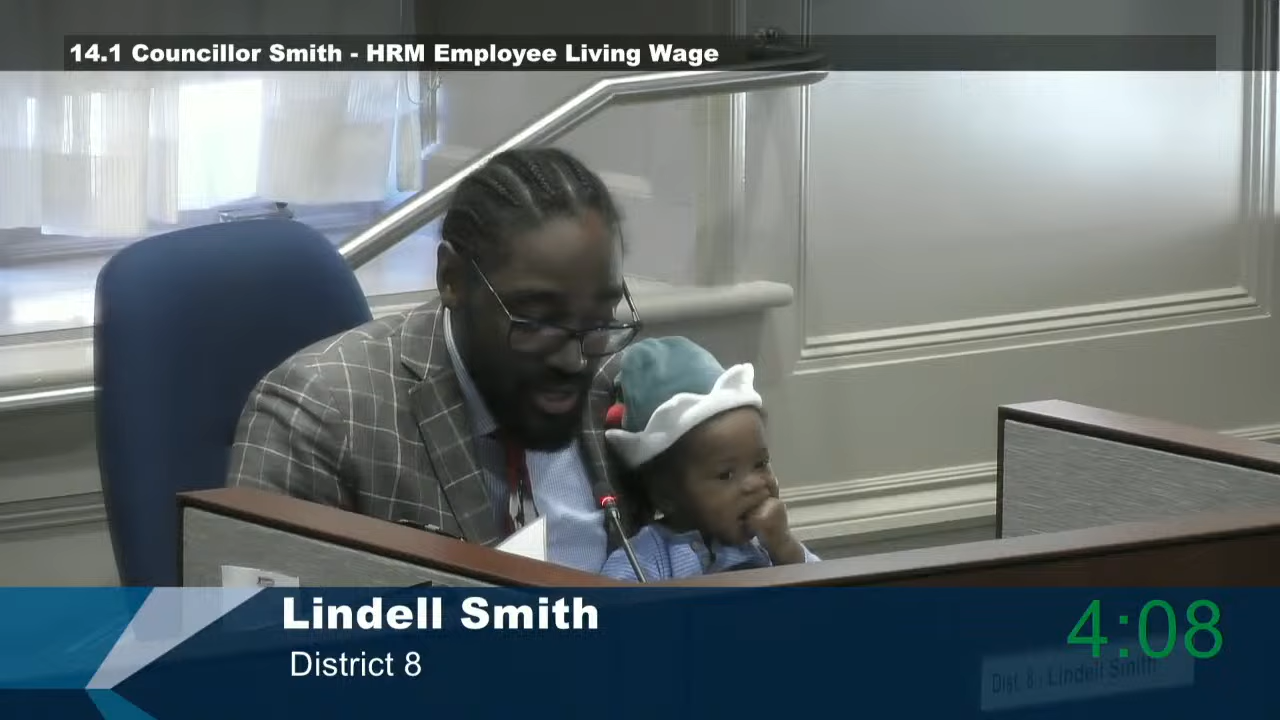 14.1 Councillor Smith - HRM Employee Living Wage
Lindell Smith
District 8
4:08
Dist. 8 : Lindell Smith